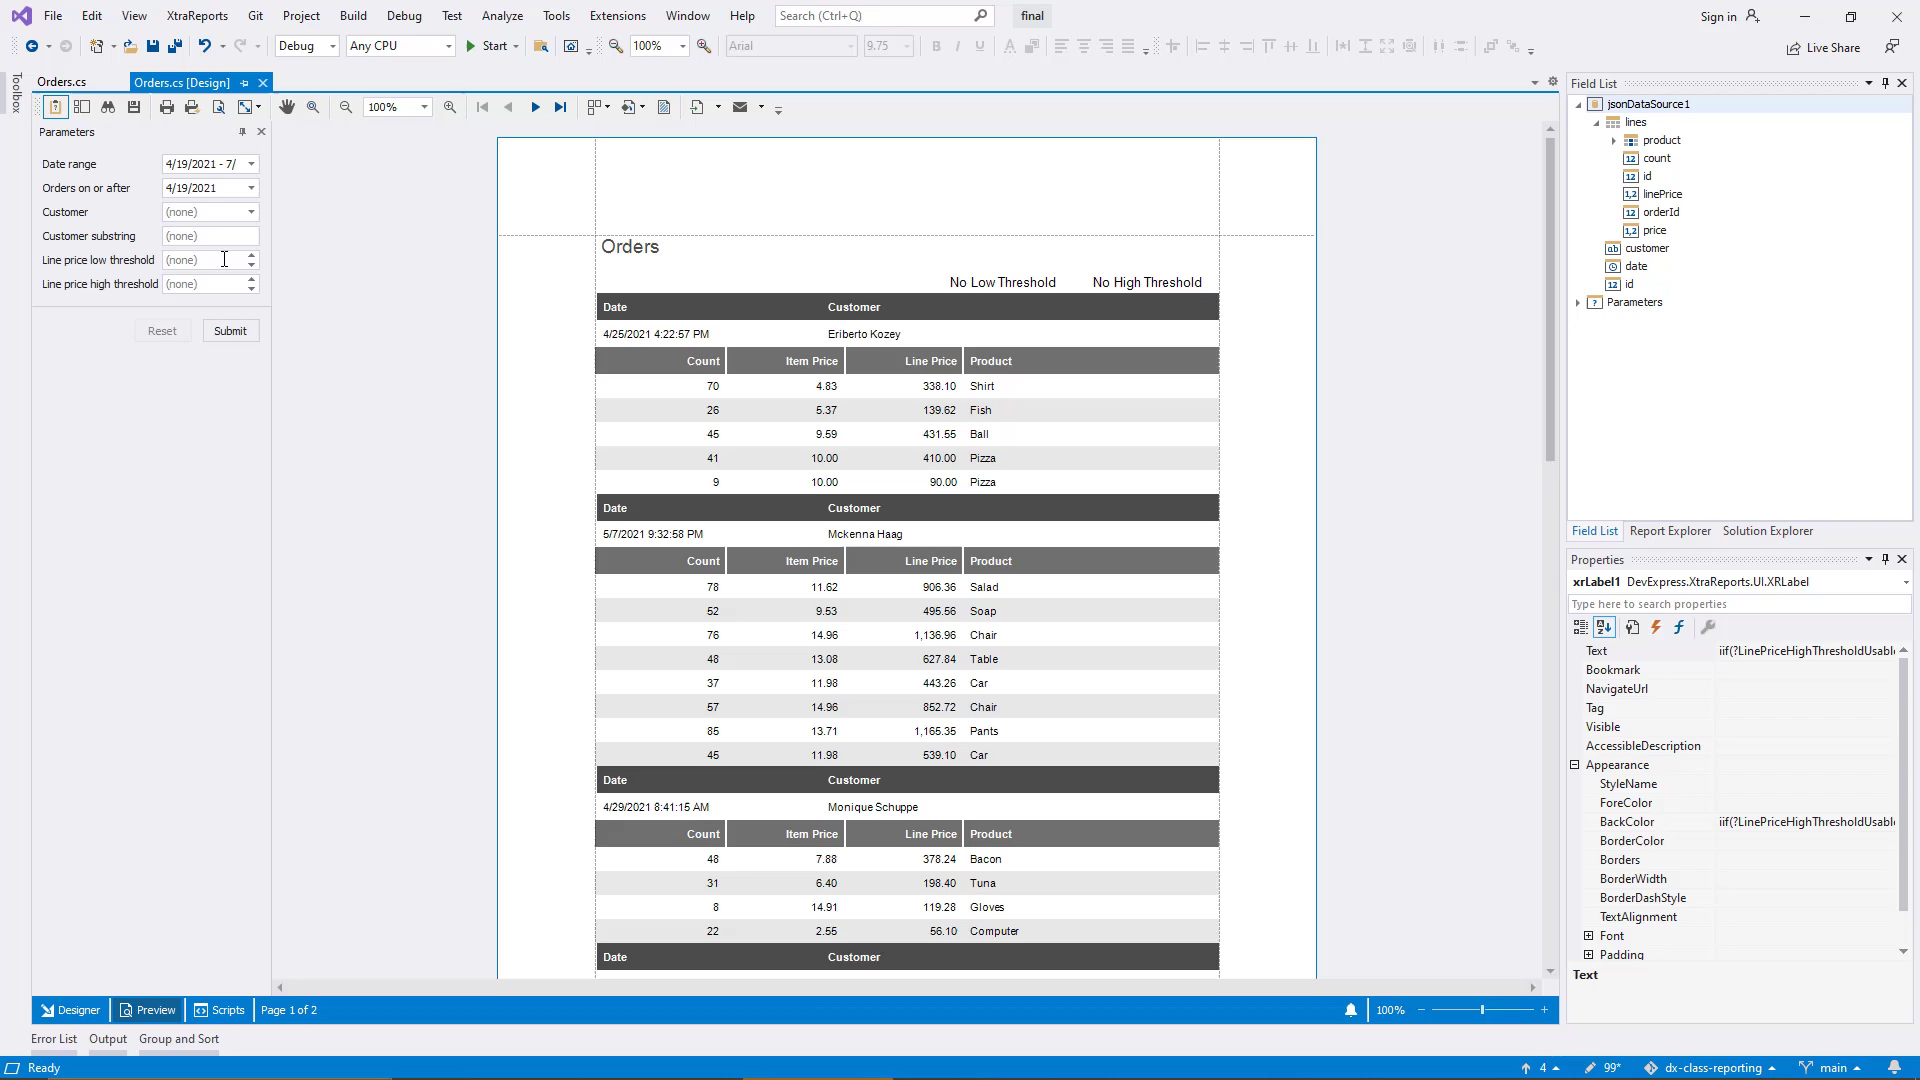 File Edit View XtraReports Git Project Build Debug Test Analyze Tools Extensions Window Help Search (Ctrl+Q) final Sign in
Debug Any CPU Start 100% Arial 9.75 B I U A Live Share
Toolbox
Orders.cs Orders.cs [Design]
100%
Parameters
Date range 4/19/2021 - 7/
Orders on or after 4/19/2021
Customer (none)
Customer substring (none)
Line price low threshold (none)
Line price high threshold (none)
Reset Submit
Orders
No Low Threshold No High Threshold
Date Customer
4/25/2021 4:22:57 PM Eriberto Kozey
Count Item Price Line Price Product
70 4.83 338.10 Shirt
26 5.37 139.62 Fish
45 9.59 431.55 Ball
41 10.00 410.00 Pizza
9 10.00 90.00 Pizza
Date Customer
5/7/2021 9:32:58 PM Mckenna Haag
Count Item Price Line Price Product
78 11.62 906.36 Salad
52 9.53 495.56 Soap
76 14.96 1,136.96 Chair
48 13.08 627.84 Table
37 11.98 443.26 Car
57 14.96 852.72 Chair
85 13.71 1,165.35 Pants
45 11.98 539.10 Car
Date Customer
4/29/2021 8:41:15 AM Monique Schuppe
Count Item Price Line Price Product
48 7.88 378.24 Bacon
31 6.40 198.40 Tuna
8 14.91 119.28 Gloves
22 2.55 56.10 Computer
Date Customer
Field List
jsonDataSource1
lines
product
12 count
12 id
1,2 linePrice
12 orderId
1,2 price
ab customer
date
12 id
? Parameters
Field List Report Explorer Solution Explorer
Properties
xrLabel1 DevExpress.XtraReports.UI.XRLabel
Type here to search properties
Text iif(?LinePriceHighThresholdUsabl
Bookmark
NavigateUrl
Tag
Visible
AccessibleDescription
Appearance
StyleName
ForeColor
BackColor iif(?LinePriceHighThresholdUsabl
BorderColor
Borders
BorderWidth
BorderDashStyle
TextAlignment
Font
Padding
Text
Designer Preview Scripts Page 1 of 2 100%
Error List Output Group and Sort
Ready 4 99* dx-class-reporting main